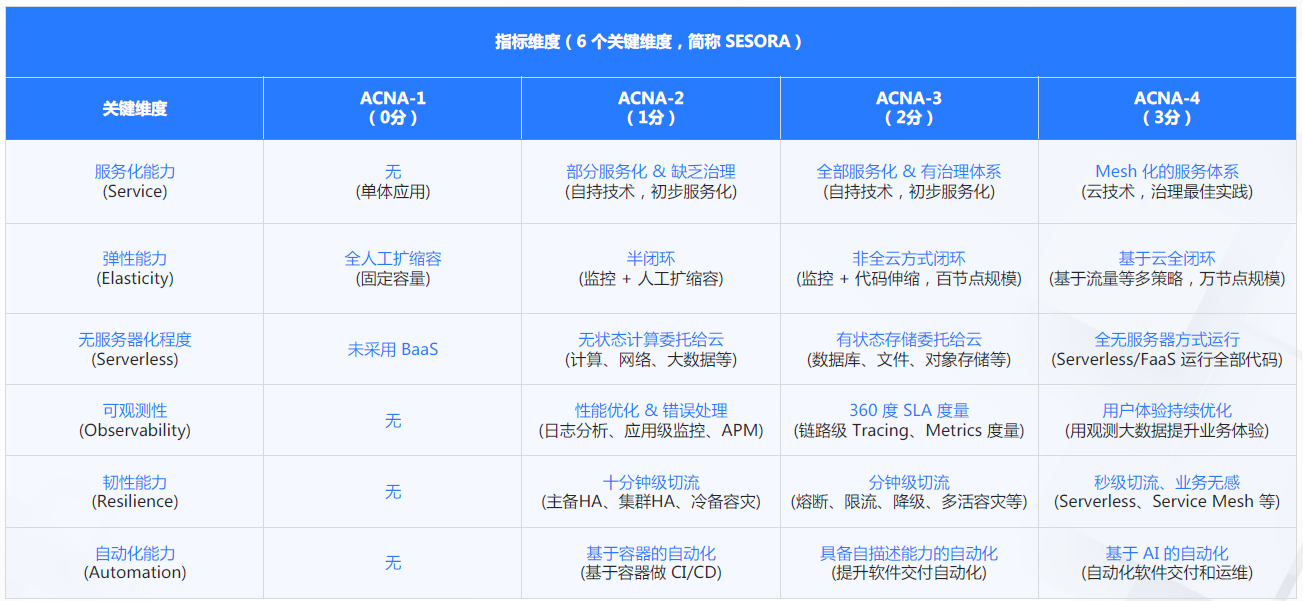 指标维度（6 个关键维度，简称 SESORA）
关键维度
ACNA-1
（0分）
ACNA-2
（1分）
ACNA-3
（2分）
ACNA-4
（3分）
服务化能力
(Service)
无
(单体应用)
部分服务化 & 缺乏治理
(自持技术，初步服务化)
全部服务化 & 有治理体系
(自持技术，初步服务化)
Mesh 化的服务体系
(云技术，治理最佳实践)
弹性能力
(Elasticity)
全人工扩缩容
(固定容量)
半闭环
(监控 + 人工扩缩容)
非全云方式闭环
(监控 + 代码伸缩，百节点规模)
基于云全闭环
(基于流量等多策略，万节点规模)
无服务器化程度
(Serverless)
未采用 BaaS
无状态计算委托给云
(计算、网络、大数据等)
有状态存储委托给云
(数据库、文件、对象存储等)
全无服务器方式运行
(Serverless/FaaS 运行全部代码)
可观测性
(Observability)
无
性能优化 & 错误处理
(日志分析、应用级监控、APM)
360 度 SLA 度量
(链路级 Tracing、Metrics 度量)
用户体验持续优化
(用观测大数据提升业务体验)
韧性能力
(Resilience)
无
十分钟级切流
(主备HA、集群HA、冷备容灾)
分钟级切流
(熔断、限流、降级、多活容灾等)
秒级切流、业务无感
(Serverless、Service Mesh 等)
自动化能力
(Automation)
无
基于容器的自动化
(基于容器做 CI/CD)
具备自描述能力的自动化
(提升软件交付自动化)
基于 AI 的自动化
(自动化软件交付和运维)